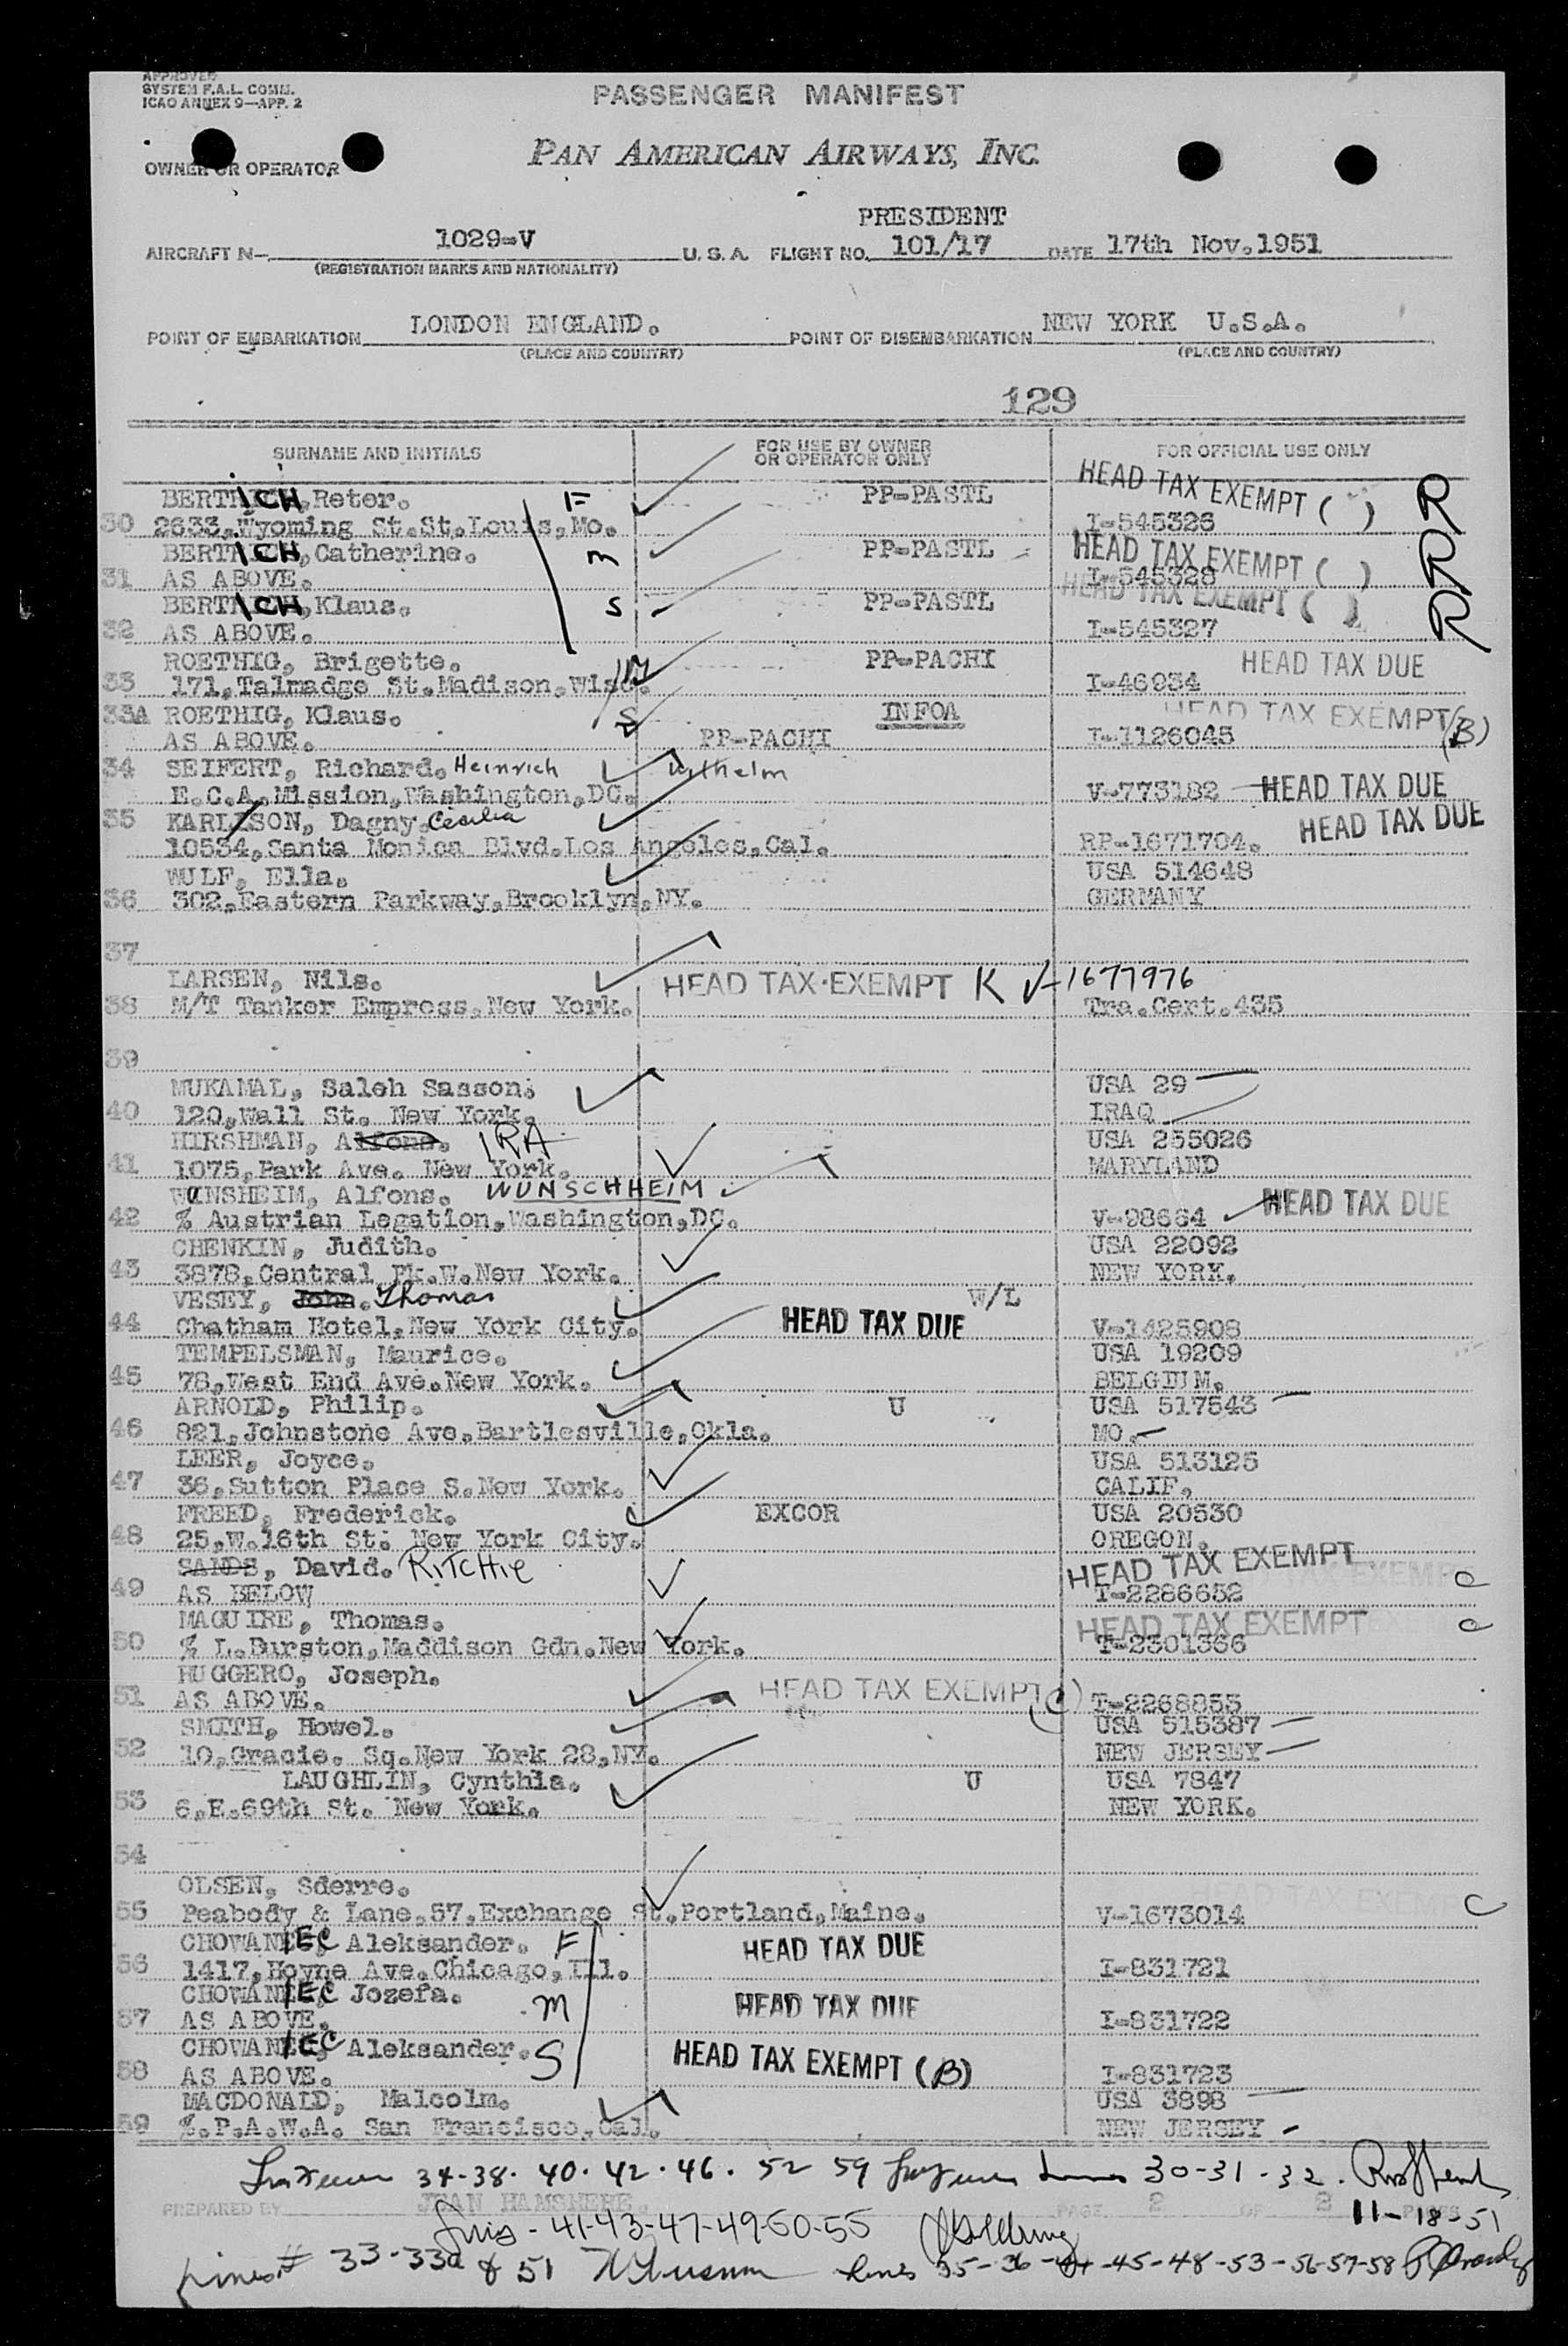 APPROVED
SYSTEM F.A.L. COMM.
ICAO ANNEX 9—APP. 2
PASSENGER MANIFEST
PAN AMERICAN AIRWAYS, INC.
OWNER OR OPERATOR
PRESIDENT
AIRCRAFT N- 1029-V U.S.A. FLIGHT NO. 101/17 DATE 17th Nov.1951
(REGISTRATION MARKS AND NATIONALITY)
POINT OF EMBARKATION LONDON ENGLAND. POINT OF DISEMBARKATION NEW YORK U.S.A.
(PLACE AND COUNTRY) (PLACE AND COUNTRY)
129
SURNAME AND INITIALS FOR USE BY OWNER OR OPERATOR ONLY FOR OFFICIAL USE ONLY
BERTICH, Reter. F PP-PASTL HEAD TAX EXEMPT ( ) R
30 2633,Wyoming St.St.Louis,Mo. I-545326
BERTICH, Catherine. m PP-PASTL HEAD TAX EXEMPT ( ) R
31 AS ABOVE. I-545328
BERTICH, Klaus. S PP-PASTL HEAD TAX EXEMPT ( ) R
32 AS ABOVE. I-545327
ROETHIG, Brigette. M PP-PACHI HEAD TAX DUE
33 171,Talmadge St.Madison,Wisc. I-46934
33A ROETHIG, Klaus. S INFOA HEAD TAX EXEMPT (B)
AS ABOVE. PP-PACHI I-1126045
34 SEIFERT, Richard. Heinrich Wilhelm
E.C.A.Mission,Washington,DC. V-773182 HEAD TAX DUE
35 KARLSSON, Dagny. Cecilia HEAD TAX DUE
10534,Santa Monica Blvd.Los Angeles,Cal. RP-1671704.
WULF, Ella. USA 514648
36 302,Eastern Parkway,Brooklyn,NY. GERMANY
37
LARSEN, Nils. HEAD TAX EXEMPT K V-1677976
38 M/T Tanker Empress,New York. Tra.Cert.435
39
MUKAMAL, Saleh Sasson. USA 29
40 120,Wall St. New York. IRAQ
HIRSHMAN, IRA USA 255026
41 1075,Park Ave. New York. MARYLAND
WUNSHEIM, Alfons. WUNSCHHEIM HEAD TAX DUE
42 % Austrian Legation,Washington,DC. V-98664
CHENKIN, Judith. USA 22092
43 3878,Central Pk.W.New York. NEW YORK.
VESEY, John. Thomas W/L
44 Chatham Hotel,New York City. HEAD TAX DUE V-1425908
TEMPELSMAN, Maurice. USA 19209
45 78,West End Ave.New York. BELGIUM.
ARNOLD, Philip. U USA 517543
46 821,Johnstone Ave.Bartlesville,Okla. MO.
LEER, Joyce. USA 513125
47 36,Sutton Place S.New York. CALIF.
FREED, Frederick. EXCOR USA 20530
48 25,W.16th St. New York City. OREGON.
SANDS, David. RITCHIE HEAD TAX EXEMPT C
49 AS BELOW T-2286652
MAGUIRE, Thomas. HEAD TAX EXEMPT C
50 % L.Burston,Maddison Gdn.New York. T-2301366
RUGGERO, Joseph. HEAD TAX EXEMPT (C)
51 AS ABOVE. T-2268853
SMITH, Howel. USA 515387
52 10,Gracie. Sq.New York 28,NY. NEW JERSEY
LAUGHLIN, Cynthia. U USA 7847
53 6,E.69th St. New York. NEW YORK.
54
OLSEN, Sderre. HEAD TAX EXEMPT C
55 Peabody & Lane,57,Exchange St.Portland,Maine. V-1673014
CHOWANIEC Aleksander. F HEAD TAX DUE
56 1417,Hoyne Ave.Chicago,Ill. I-831721
CHOWANIEC Jozefa. m HEAD TAX DUE
57 AS ABOVE. I-831722
CHOWANIEC Aleksander. S HEAD TAX EXEMPT (B)
58 AS ABOVE. I-831723
MACDONALD, Malcolm. USA 3898
59 %.P.A.W.A. San Francisco,Cal. NEW JERSEY
34-38-40-42-46-52 59 30-31-32.
PREPARED BY JEAN HAMSHERE. PAGE 2 OF 2 PAGES 11-18-51
41-43-47-49-50-55
Lines # 33-33a & 51 lines 35-36-44-45-48-53-56-57-58